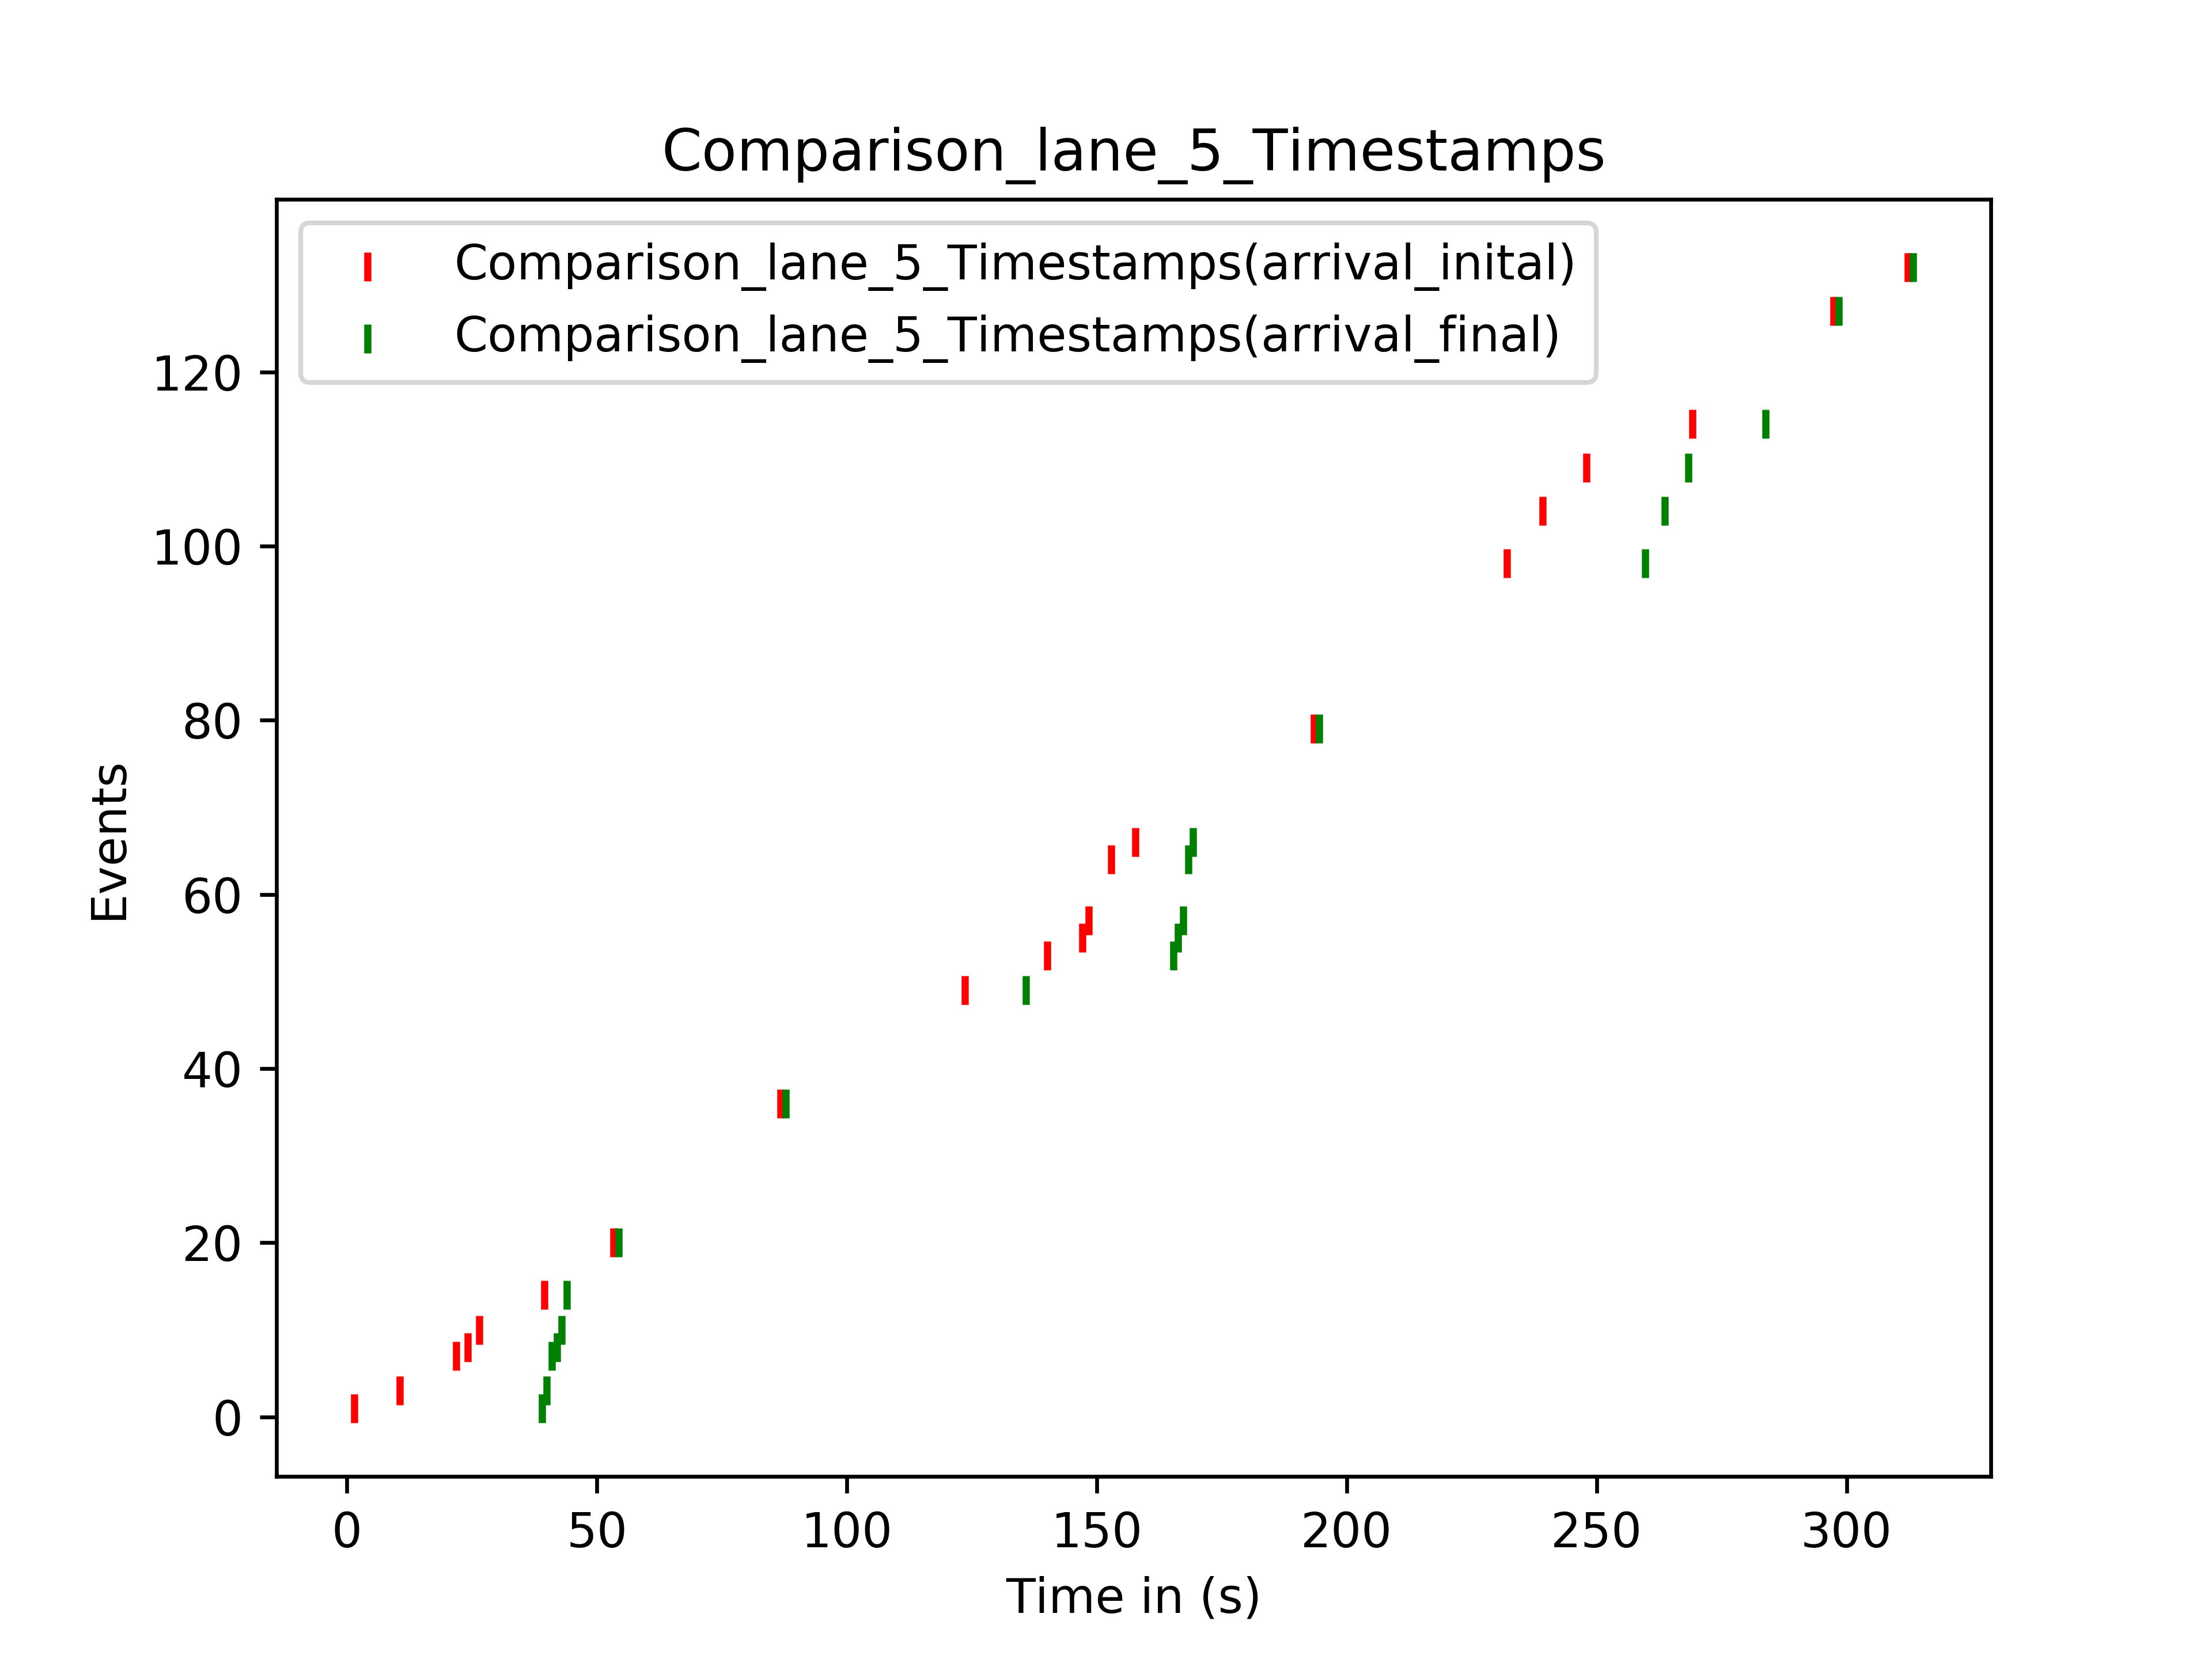 Comparison_lane_5_Timestamps
Comparison_lane_5_Timestamps(arrival_inital)
Comparison_lane_5_Timestamps(arrival_final)
120
100
80
60
40
20
0
Events
0 50 100 150 200 250 300
Time in (s)